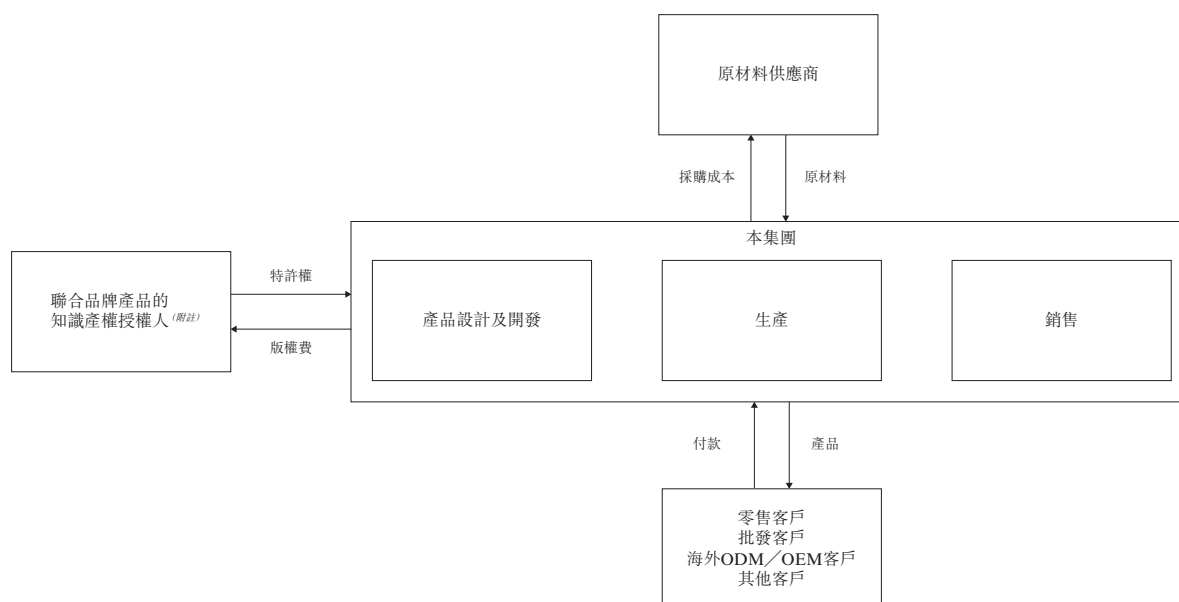 原材料供應商
採購成本
原材料
本集團
聯合品牌產品的
知識產權授權人(附註)
特許權
版權費
產品設計及開發
生產
銷售
付款
產品
零售客戶
批發客戶
海外ODM／OEM客戶
其他客戶